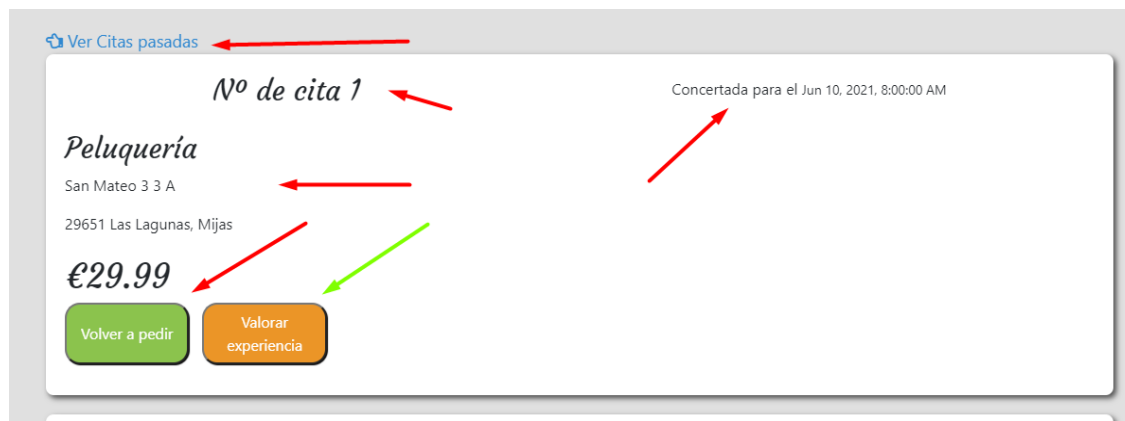 Ver Citas pasadas
Nº de cita 1
Concertada para el Jun 10, 2021, 8:00:00 AM
Peluquería
San Mateo 3 3 A
29651 Las Lagunas, Mijas
€29.99
Volver a pedir
Valorar
experiencia